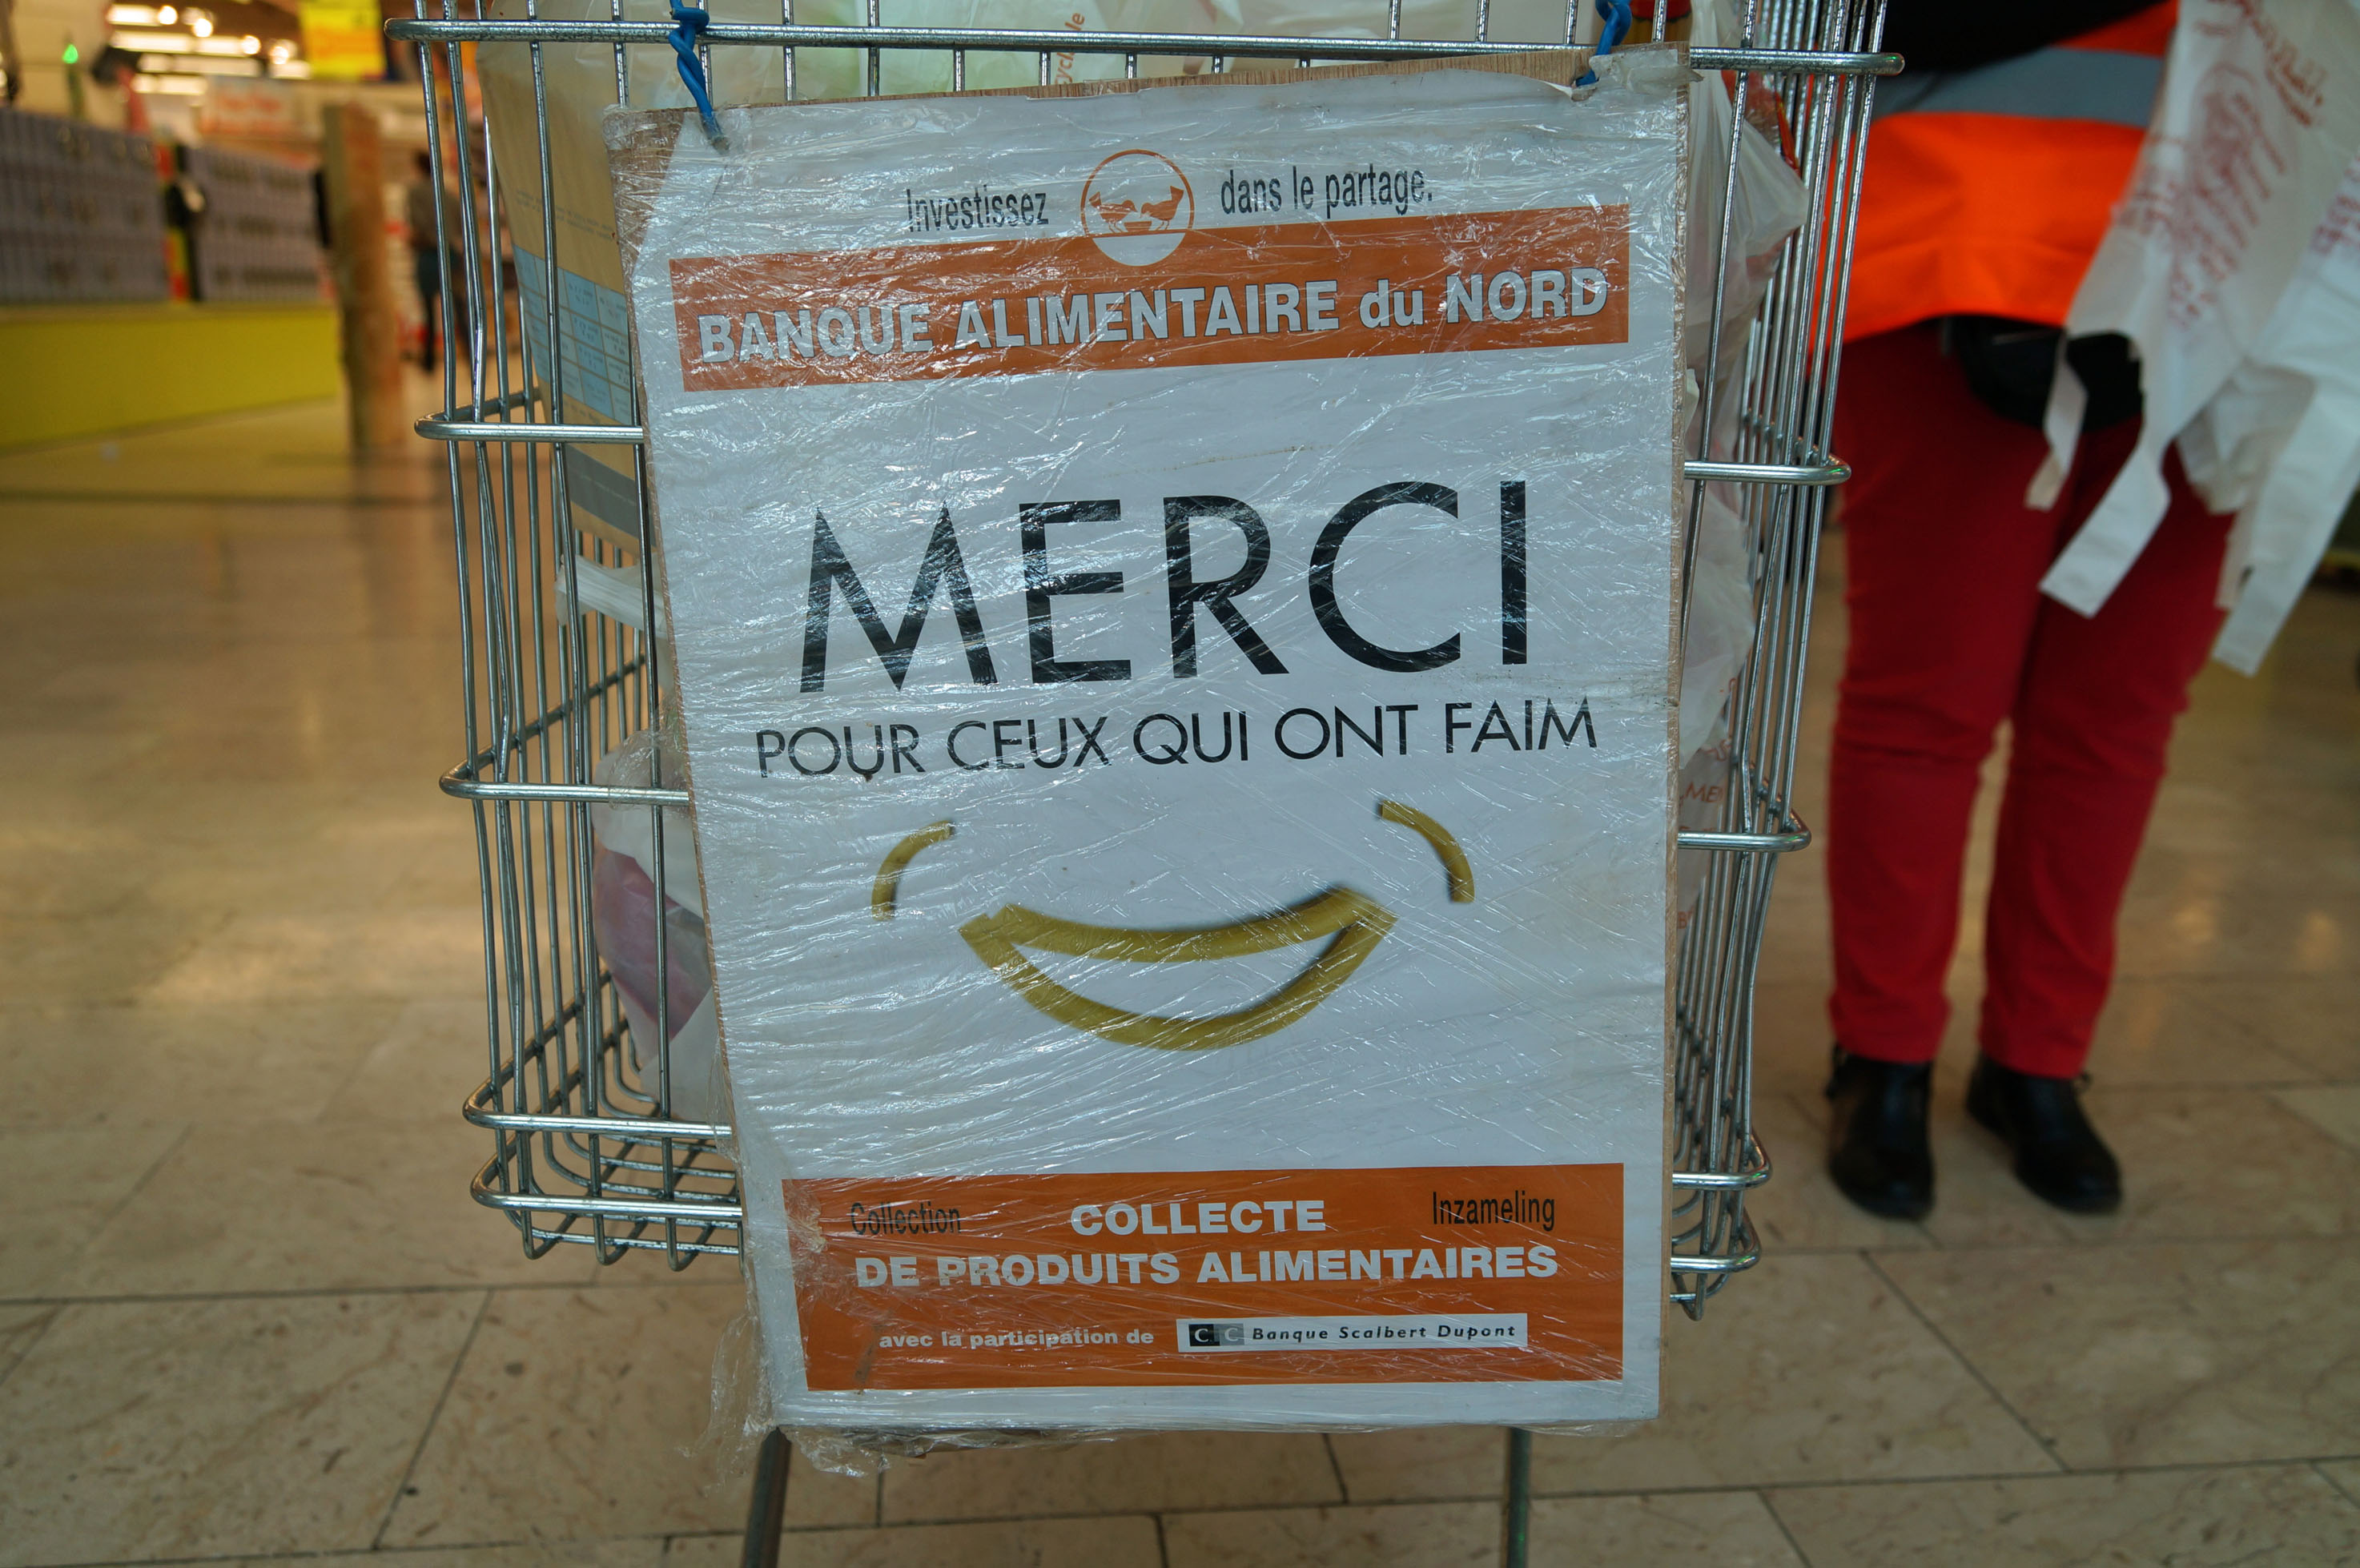 Investissez dans le partage.
BANQUE ALIMENTAIRE du NORD
MERCI
POUR CEUX QUI ONT FAIM
Collection COLLECTE Inzameling
DE PRODUITS ALIMENTAIRES
avec la participation de CIC Banque Scalbert Dupont